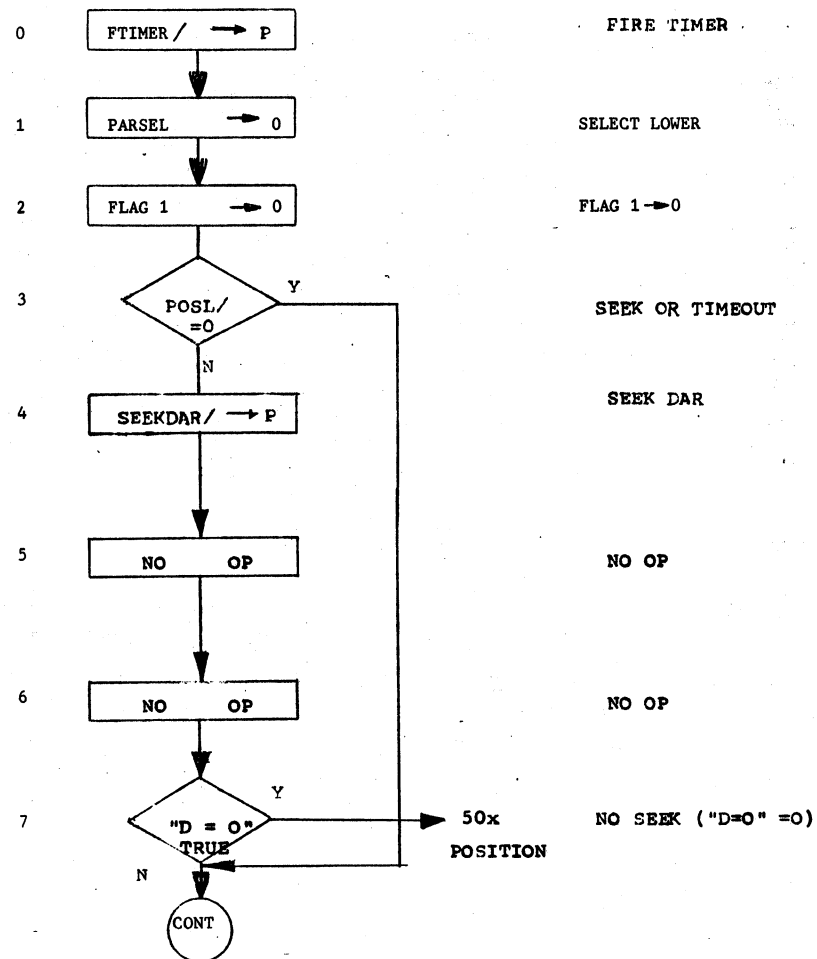 0 FTIMER/ → P FIRE TIMER
1 PARSEL → 0 SELECT LOWER
2 FLAG 1 → 0 FLAG 1→0
Y
3 POSL/ SEEK OR TIMEOUT
=0
N
4 SEEKDAR/ → P SEEK DAR
5 NO OP NO OP
6 NO OP NO OP
Y
7 "D = O" 50x NO SEEK ("D=O" =O)
TRUE POSITION
N
CONT